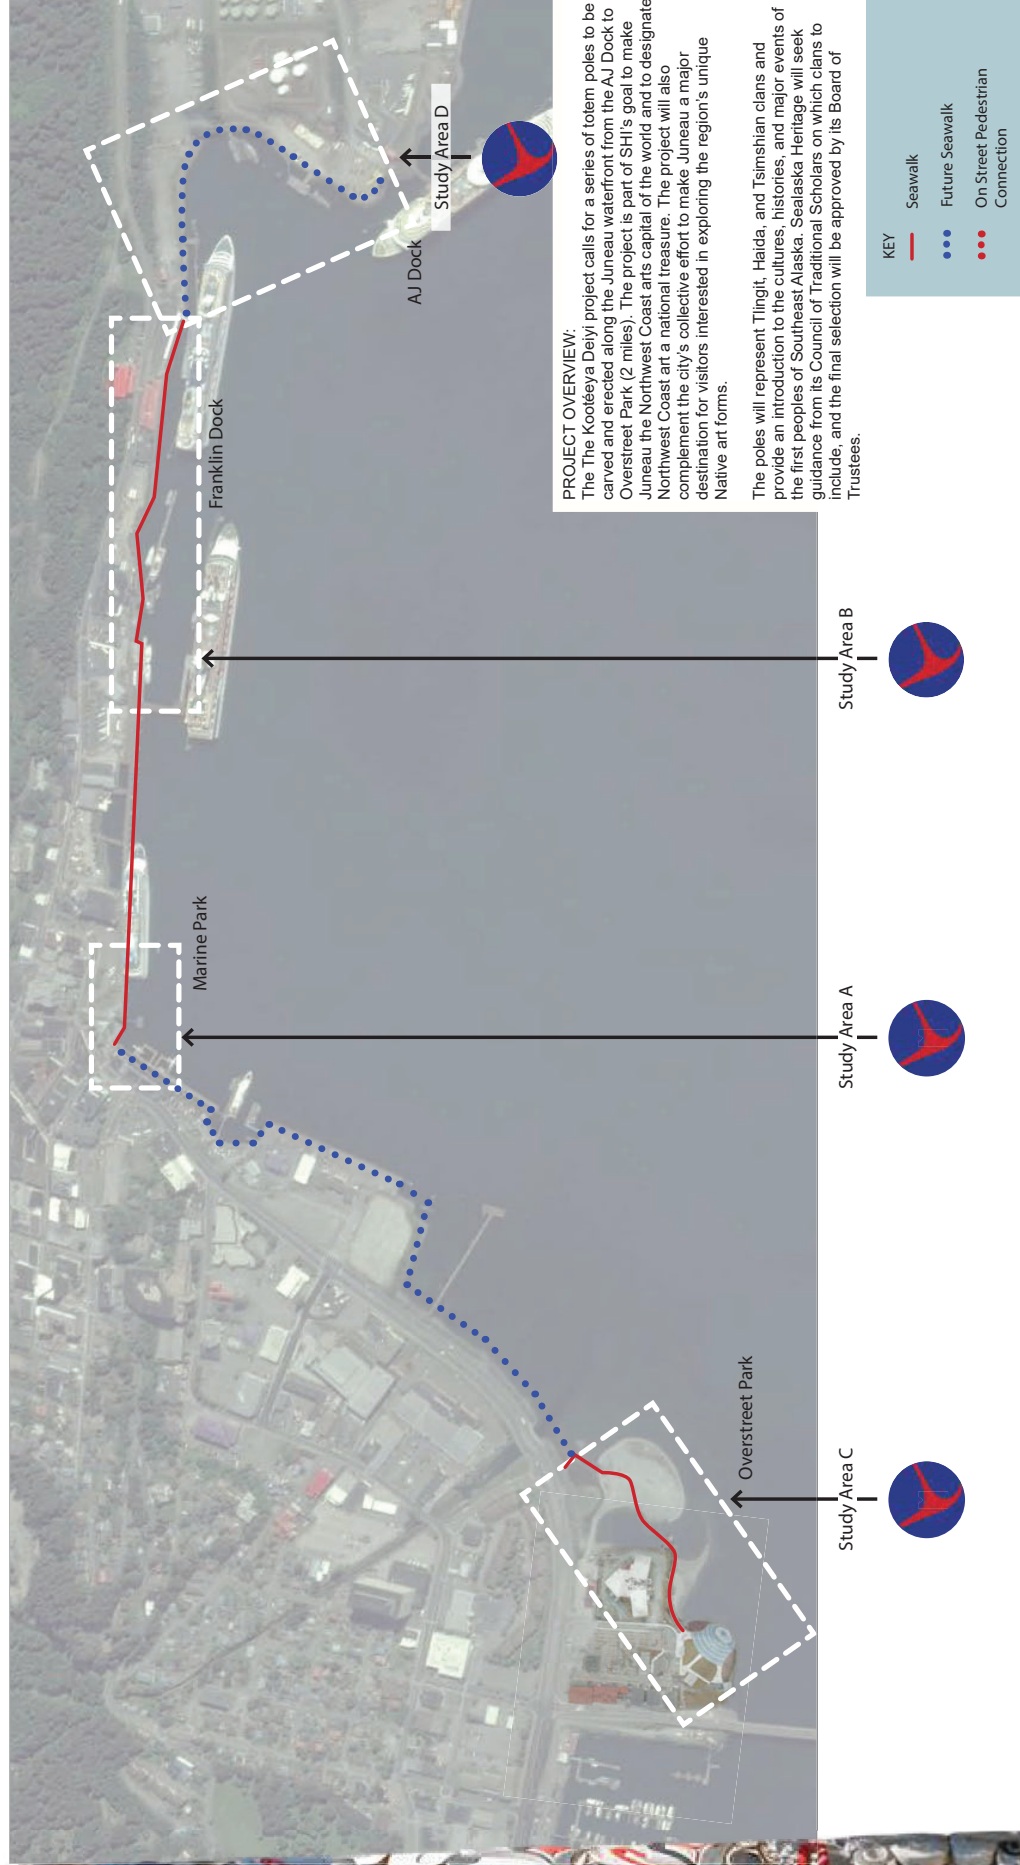 Study Area C
Overstreet Park
Study Area A
Marine Park
Study Area B
Franklin Dock
AJ Dock
Study Area D
PROJECT OVERVIEW:
The The Kootéeya Deiyi project calls for a series of totem poles to be
carved and erected along the Juneau waterfront from the AJ Dock to
Overstreet Park (2 miles). The project is part of SHI's goal to make
Juneau the Northwest Coast arts capital of the world and to designate
Northwest Coast art a national treasure. The project will also
complement the city's collective effort to make Juneau a major
destination for visitors interested in exploring the region's unique
Native art forms.
The poles will represent Tlingit, Haida, and Tsimshian clans and
provide an introduction to the cultures, histories, and major events of
the first peoples of Southeast Alaska. Sealaska Heritage will seek
guidance from its Council of Traditional Scholars on which clans to
include, and the final selection will be approved by its Board of
Trustees.
KEY
Seawalk
Future Seawalk
On Street Pedestrian
Connection